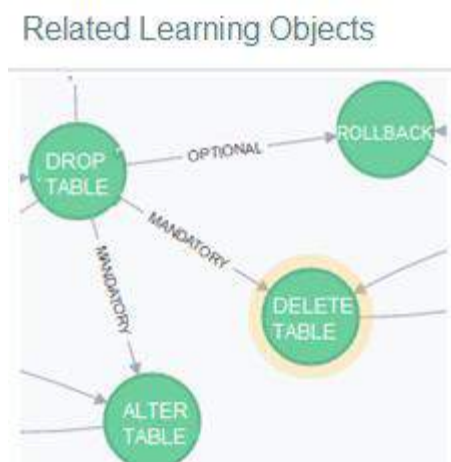 Related Learning Objects
DROP
TABLE
OPTIONAL
ROLLBACK
MANDATORY
MANDATORY
DELETE
TABLE
ALTER
TABLE